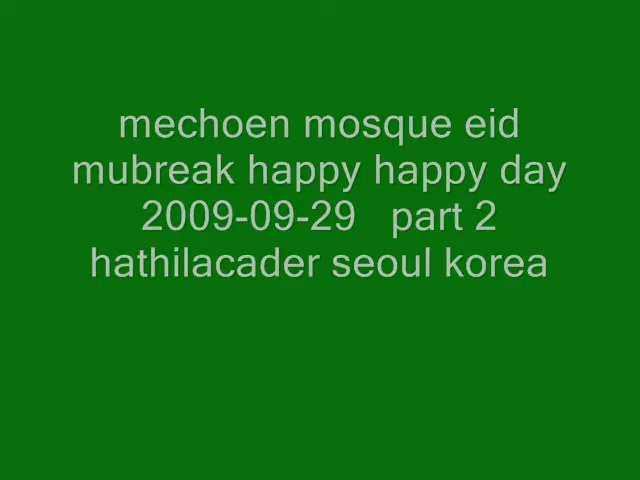 mechoen mosque eid
mubreak happy happy day
2009-09-29   part 2
hathilacader seoul korea